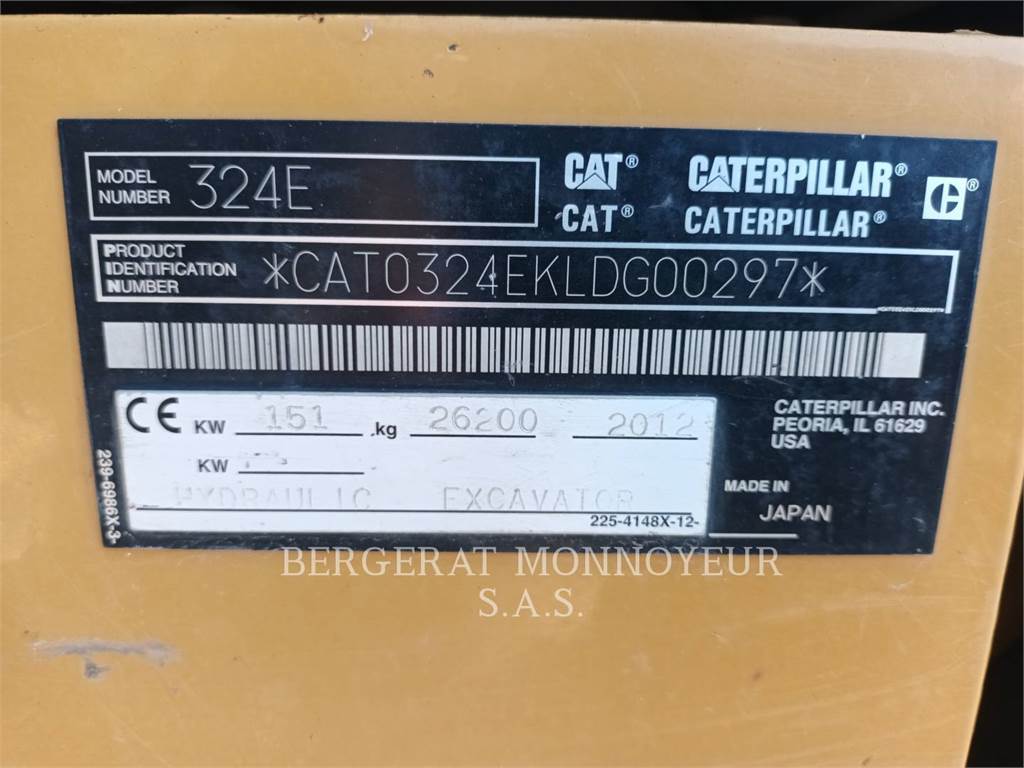 MODEL NUMBER 324E
CAT® CATERPILLAR®
CAT® CATERPILLAR®
PRODUCT IDENTIFICATION NUMBER *CAT0324EKLDG00297*
CE KW 151 kg 26200 2012
KW
HYDRAULIC EXCAVATOR
225-4148X-12-
239-6986X-3-
CATERPILLAR INC.
PEORIA, IL 61629
USA
MADE IN
JAPAN
BERGERAT MONNOYEUR
S.A.S.